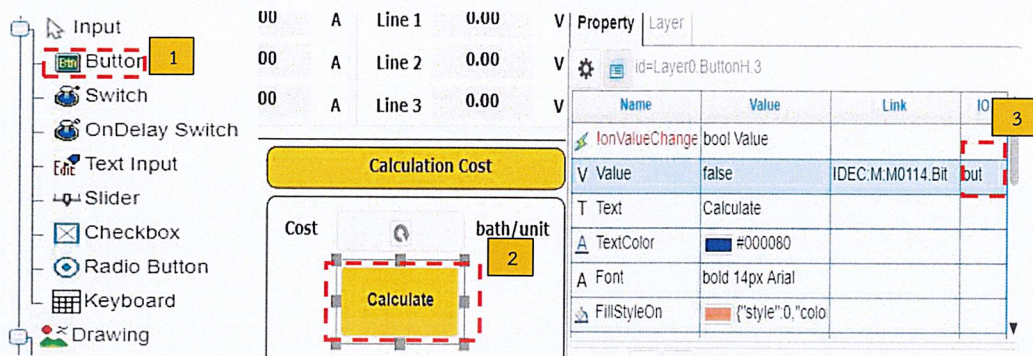 Input
Btn Button
1
Switch
OnDelay Switch
Edit Text Input
Slider
Checkbox
Radio Button
Keyboard
Drawing
00 A Line 1 0.00 V
00 A Line 2 0.00 V
00 A Line 3 0.00 V
Calculation Cost
Cost bath/unit
2
Calculate
Property Layer
id=Layer0.ButtonH.3
Name Value Link IO
3
!onValueChange bool Value
V Value false IDEC:M:M0114.Bit but
T Text Calculate
A TextColor #000080
A Font bold 14px Arial
FillStyleOn {"style":0,"colo